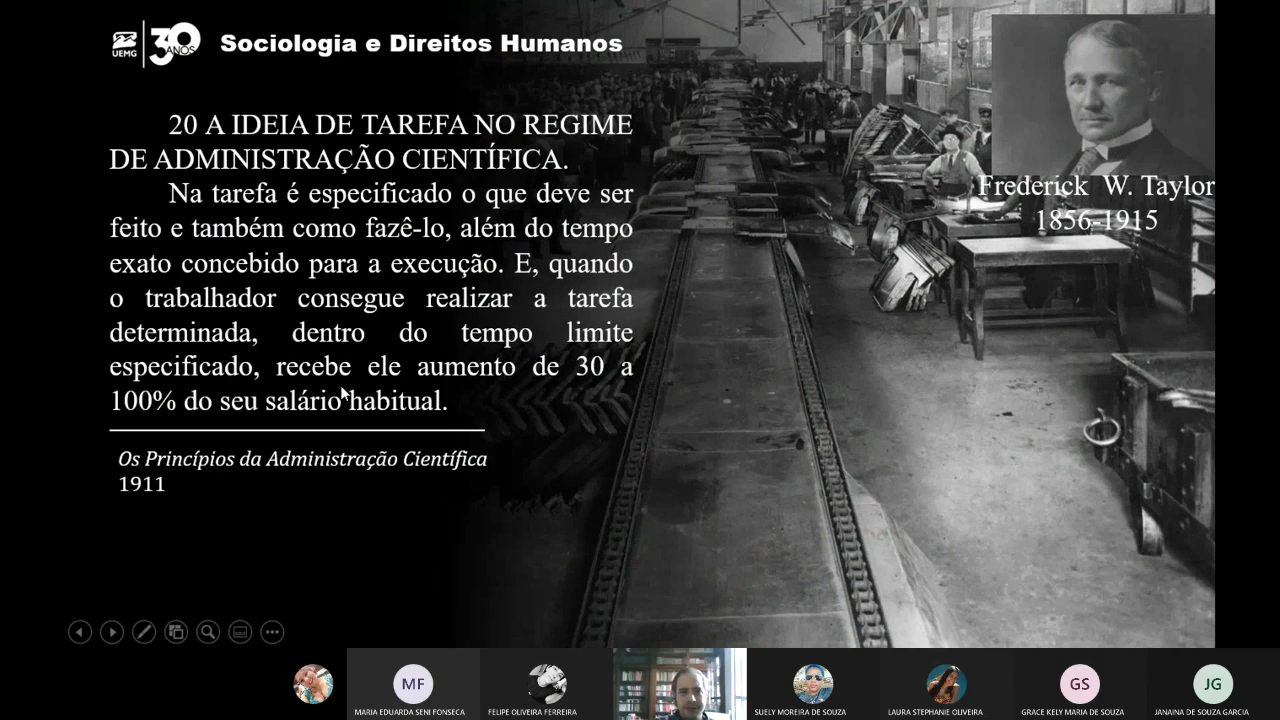 UEMG
30
ANOS
Sociologia e Direitos Humanos
20 A IDEIA DE TAREFA NO REGIME
DE ADMINISTRAÇÃO CIENTÍFICA.
Na tarefa é especificado o que deve ser
feito e também como fazê-lo, além do tempo
exato concebido para a execução. E, quando
o trabalhador consegue realizar a tarefa
determinada, dentro do tempo limite
especificado, recebe ele aumento de 30 a
100% do seu salário habitual.
Os Princípios da Administração Científica
1911
Frederick W. Taylor
1856-1915
MF
GS
JG
MARIA EDUARDA SENI FONSECA
FELIPE OLIVEIRA FERREIRA
SUELY MOREIRA DE SOUZA
LAURA STEPHANIE OLIVEIRA
GRACE KELY MARIA DE SOUZA
JANAINA DE SOUZA GARCIA